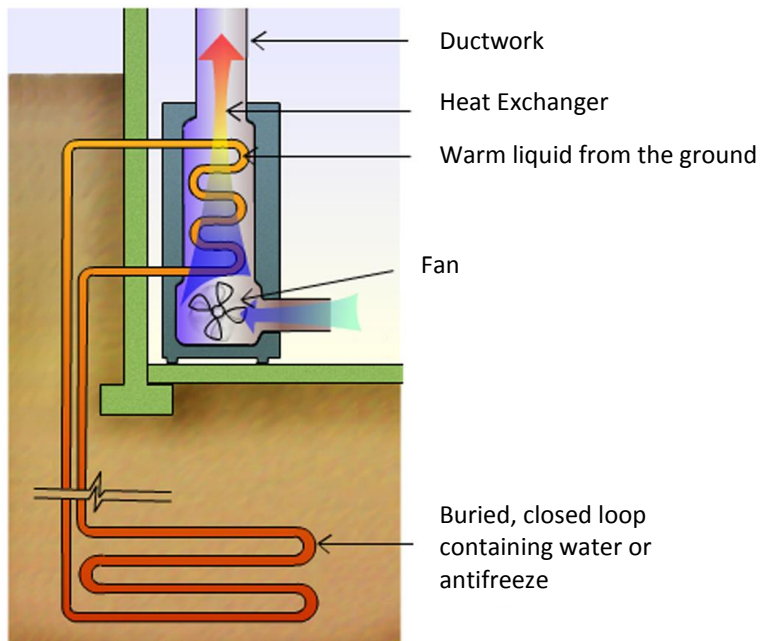 Ductwork
Heat Exchanger
Warm liquid from the ground
Fan
Buried, closed loop
containing water or
antifreeze